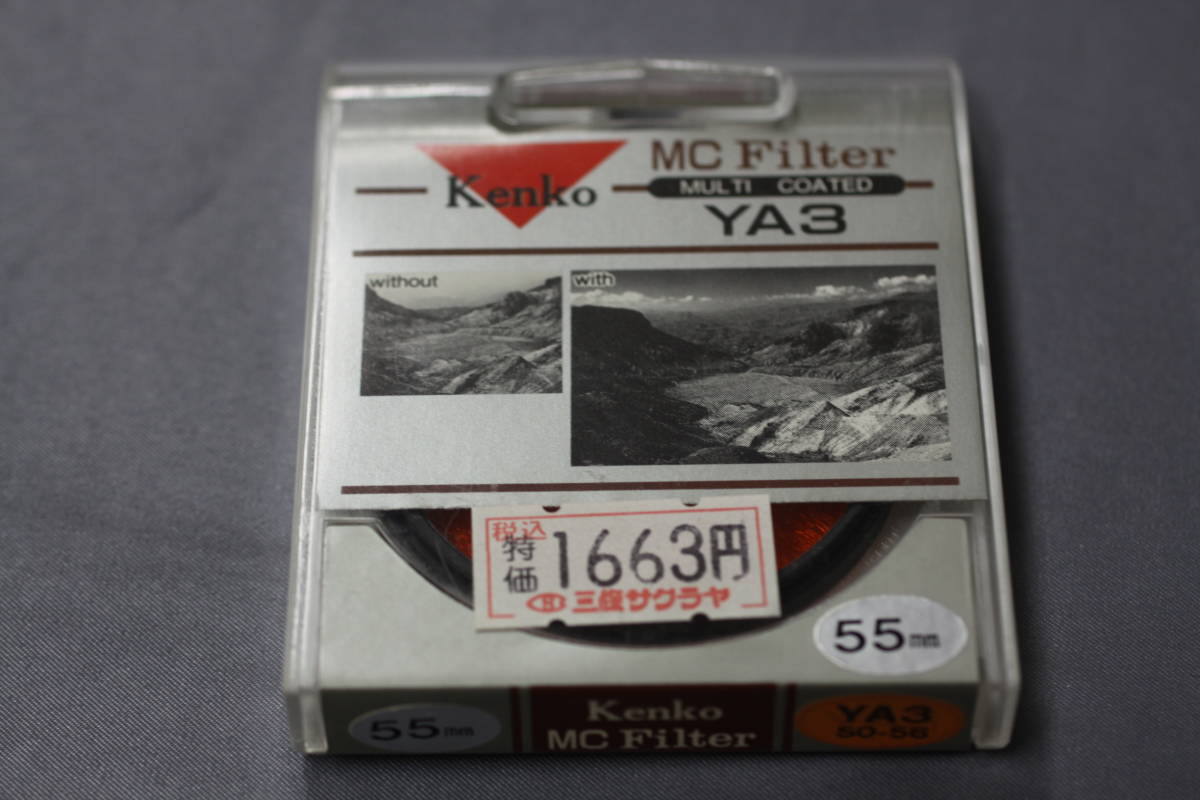 Kenko
MC Filter
MULTI COATED
YA3
without
with
税込
特価
1663円
三保サクラヤ
55mm
55mm
Kenko
MC Filter
YA3
50-56